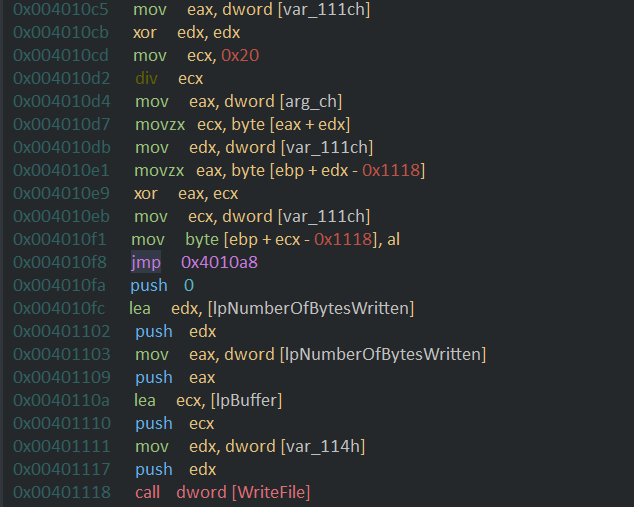 0x004010c5 mov eax, dword [var_111ch]
0x004010cb xor edx, edx
0x004010cd mov ecx, 0x20
0x004010d2 div ecx
0x004010d4 mov eax, dword [arg_ch]
0x004010d7 movzx ecx, byte [eax + edx]
0x004010db mov edx, dword [var_111ch]
0x004010e1 movzx eax, byte [ebp + edx - 0x1118]
0x004010e9 xor eax, ecx
0x004010eb mov ecx, dword [var_111ch]
0x004010f1 mov byte [ebp + ecx - 0x1118], al
0x004010f8 jmp 0x4010a8
0x004010fa push 0
0x004010fc lea edx, [lpNumberOfBytesWritten]
0x00401102 push edx
0x00401103 mov eax, dword [lpNumberOfBytesWritten]
0x00401109 push eax
0x0040110a lea ecx, [lpBuffer]
0x00401110 push ecx
0x00401111 mov edx, dword [var_114h]
0x00401117 push edx
0x00401118 call dword [WriteFile]